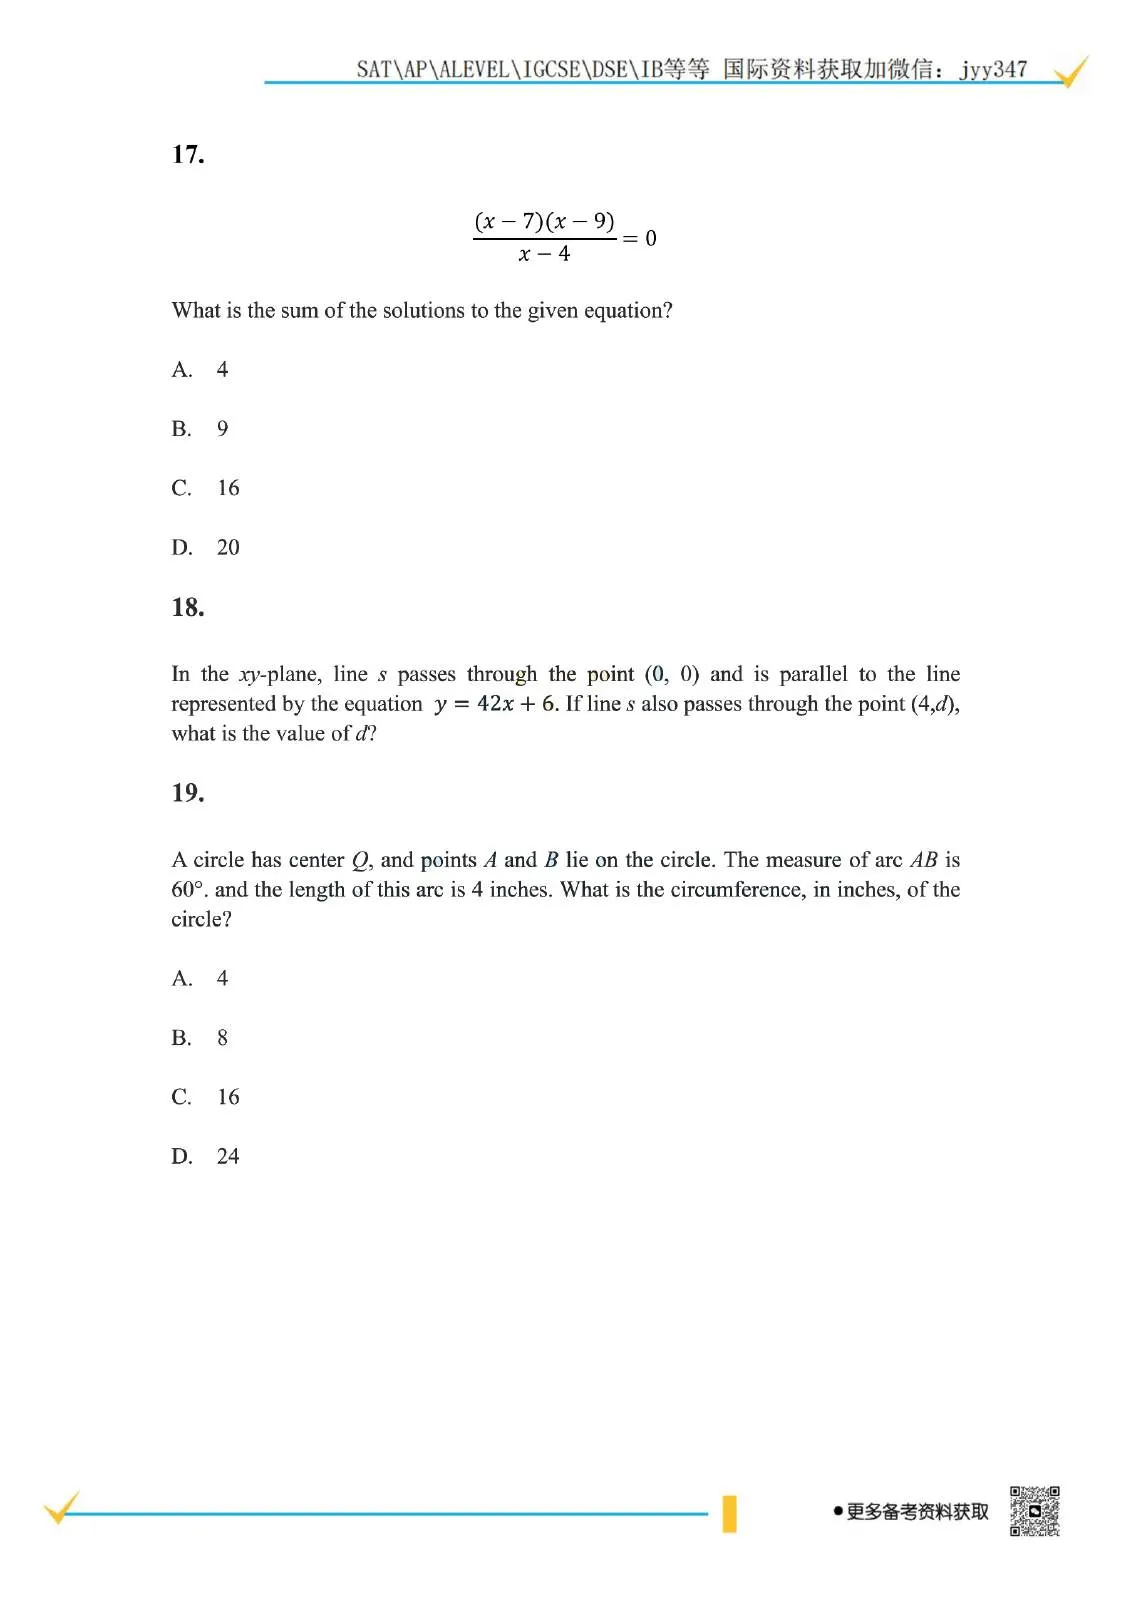 SAT\AP\ALEVEL\IGCSE\DSE\IB等等 国际资料获取加微信：jyy347
17.
(x − 7)(x − 9)
x − 4
= 0
What is the sum of the solutions to the given equation?
A. 4
B. 9
C. 16
D. 20
18.
In the xy-plane, line s passes through the point (0, 0) and is parallel to the line
represented by the equation y = 42x + 6. If line s also passes through the point (4,d),
what is the value of d?
19.
A circle has center Q, and points A and B lie on the circle. The measure of arc AB is
60°. and the length of this arc is 4 inches. What is the circumference, in inches, of the
circle?
A. 4
B. 8
C. 16
D. 24
●更多备考资料获取